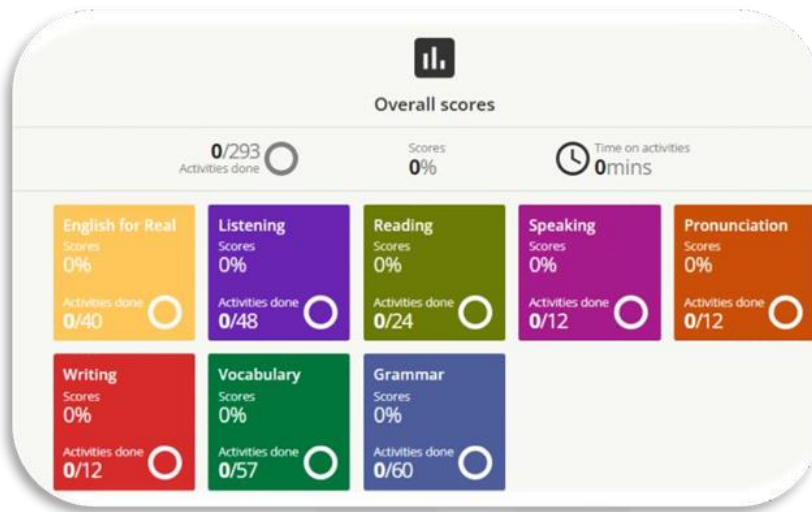 Overall scores
0/293
Activities done
Scores
0%
Time on activities
0mins
English for Real
Scores
0%
Activities done
0/40
Listening
Scores
0%
Activities done
0/48
Reading
Scores
0%
Activities done
0/24
Speaking
Scores
0%
Activities done
0/12
Pronunciation
Scores
0%
Activities done
0/12
Writing
Scores
0%
Activities done
0/12
Vocabulary
Scores
0%
Activities done
0/57
Grammar
Scores
0%
Activities done
0/60